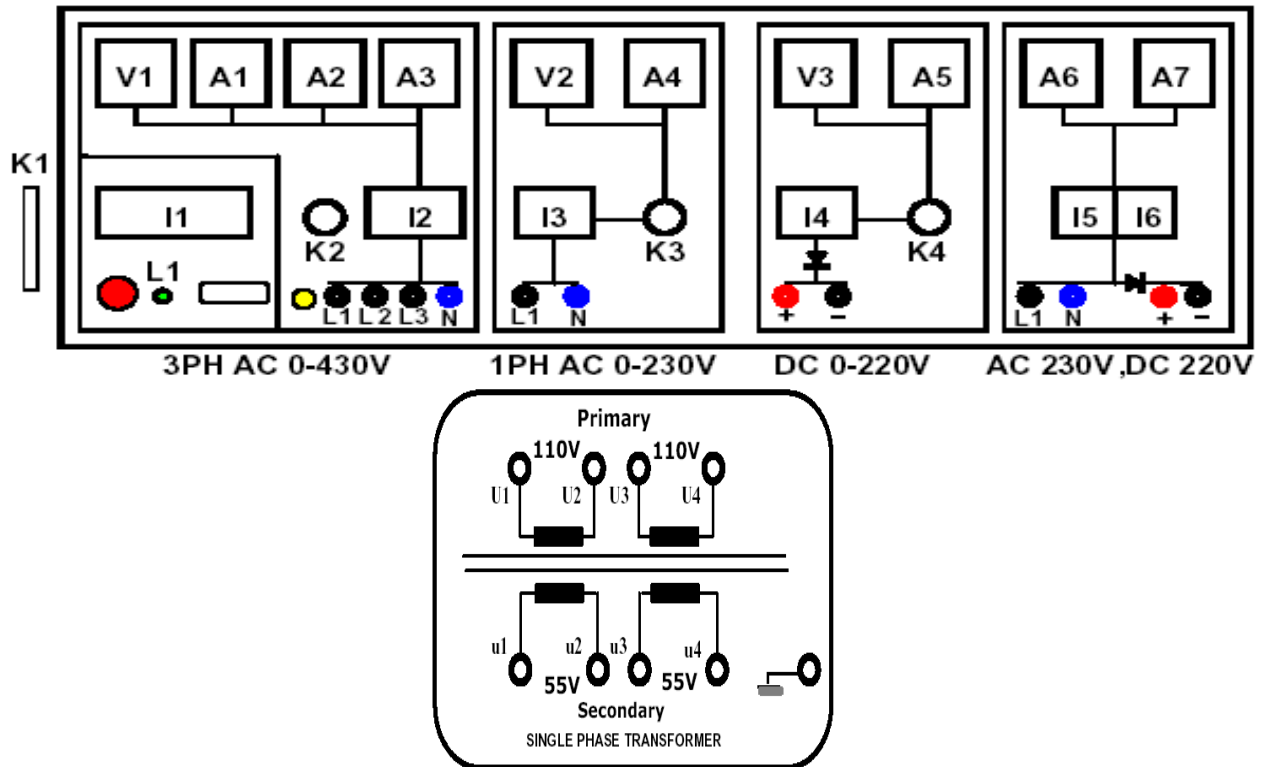 V1 A1 A2 A3 V2 A4 V3 A5 A6 A7
K1
I1 K2 I2 I3 K3 I4 K4 I5 I6
L1
L1 L2 L3 N L1 N + − L1 N + −
3PH AC 0-430V 1PH AC 0-230V DC 0-220V AC 230V ,DC 220V
Primary
110V 110V
U1 U2 U3 U4
u1 u2 u3 u4
55V 55V
Secondary
SINGLE PHASE TRANSFORMER